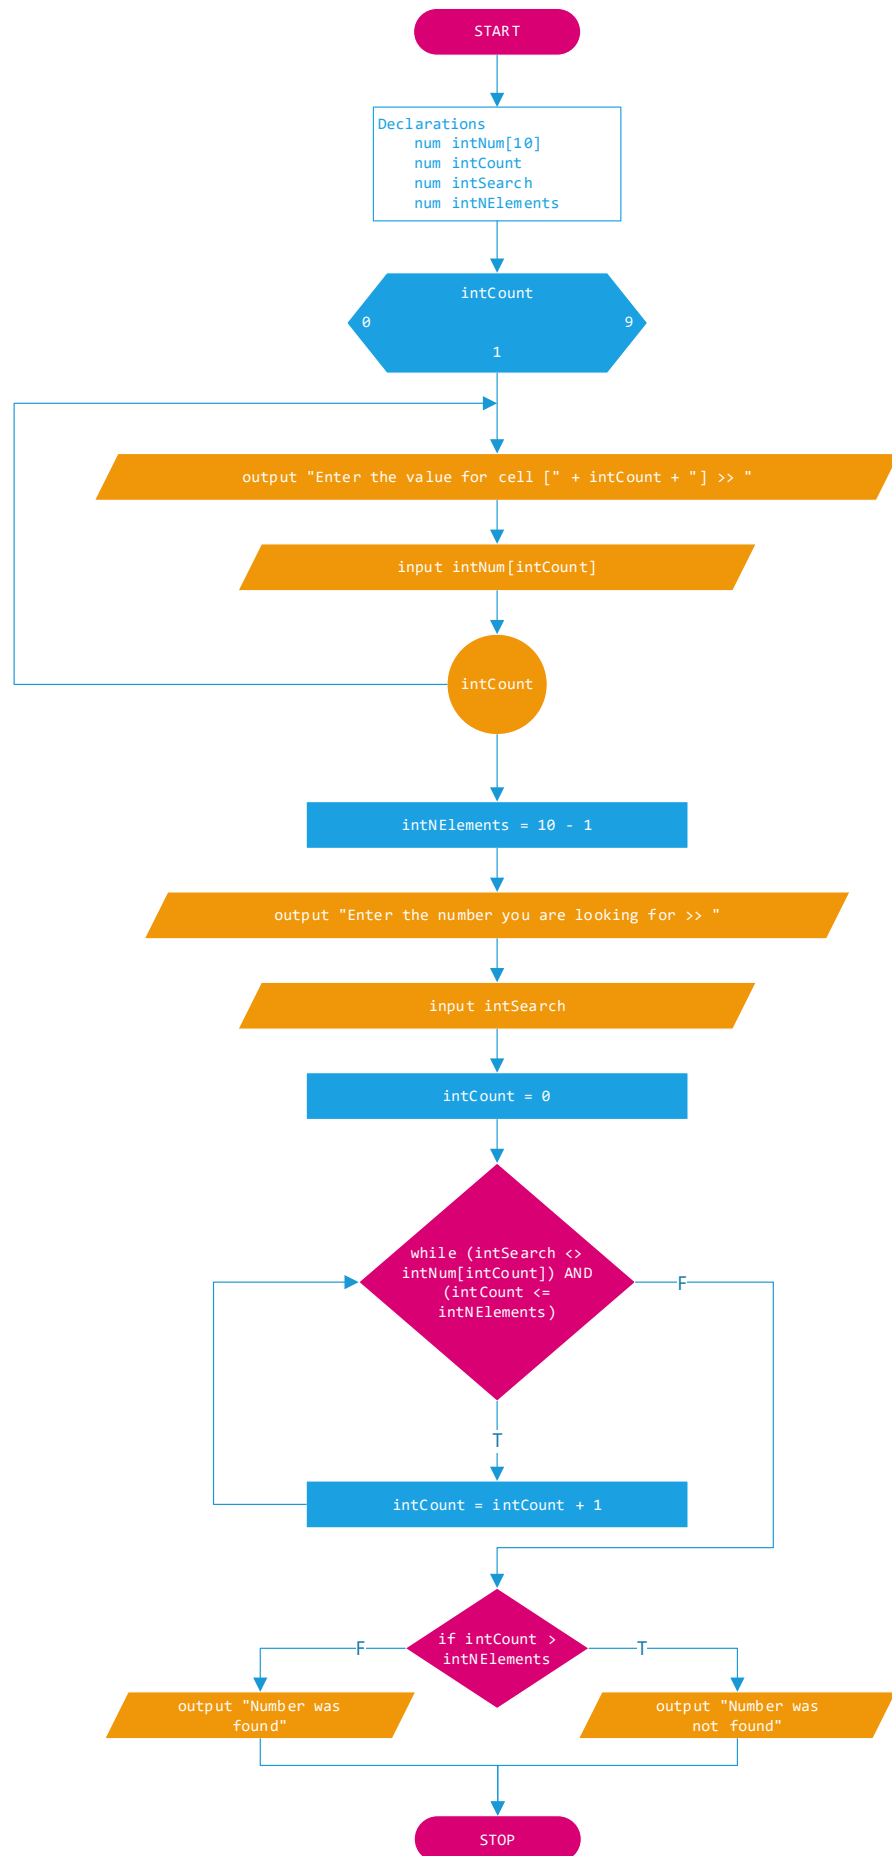 START
Declarations
num intNum[10]
num intCount
num intSearch
num intNElements
intCount
0 9
1
output "Enter the value for cell [" + intCount + "] >> "
input intNum[intCount]
intCount
intNElements = 10 - 1
output "Enter the number you are looking for >> "
input intSearch
intCount = 0
while (intSearch <>
intNum[intCount]) AND
(intCount <=
intNElements)
F
T
intCount = intCount + 1
if intCount >
intNElements
F
T
output "Number was
found"
output "Number was
not found"
STOP